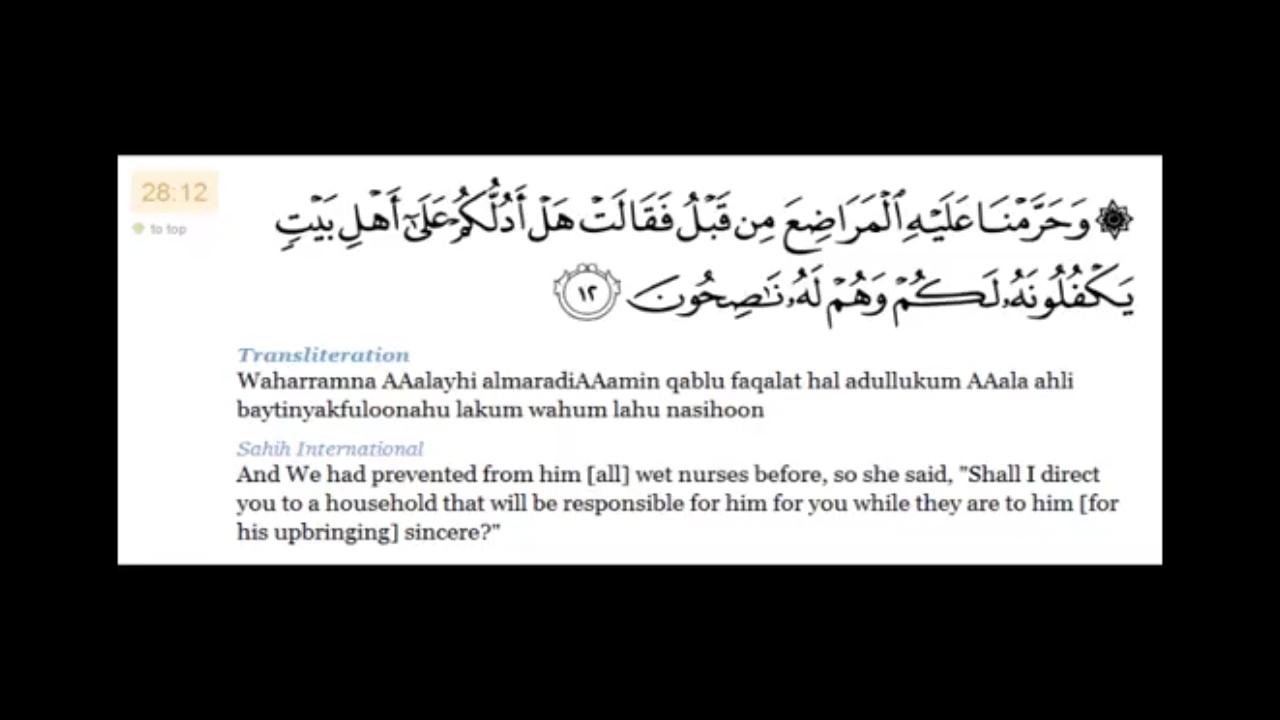 28:12
to top
۞ وَحَرَّمْنَا عَلَيْهِ ٱلْمَرَاضِعَ مِن قَبْلُ فَقَالَتْ هَلْ أَدُلُّكُمْ عَلَىٰٓ أَهْلِ بَيْتٍ
يَكْفُلُونَهُۥ لَكُمْ وَهُمْ لَهُۥ نَـٰصِحُونَ ١٢
Transliteration
Waharramna AAalayhi almaradiAAamin qablu faqalat hal adullukum AAala ahli
baytinyakfuloonahu lakum wahum lahu nasihoon
Sahih International
And We had prevented from him [all] wet nurses before, so she said, "Shall I direct
you to a household that will be responsible for him for you while they are to him [for
his upbringing] sincere?"